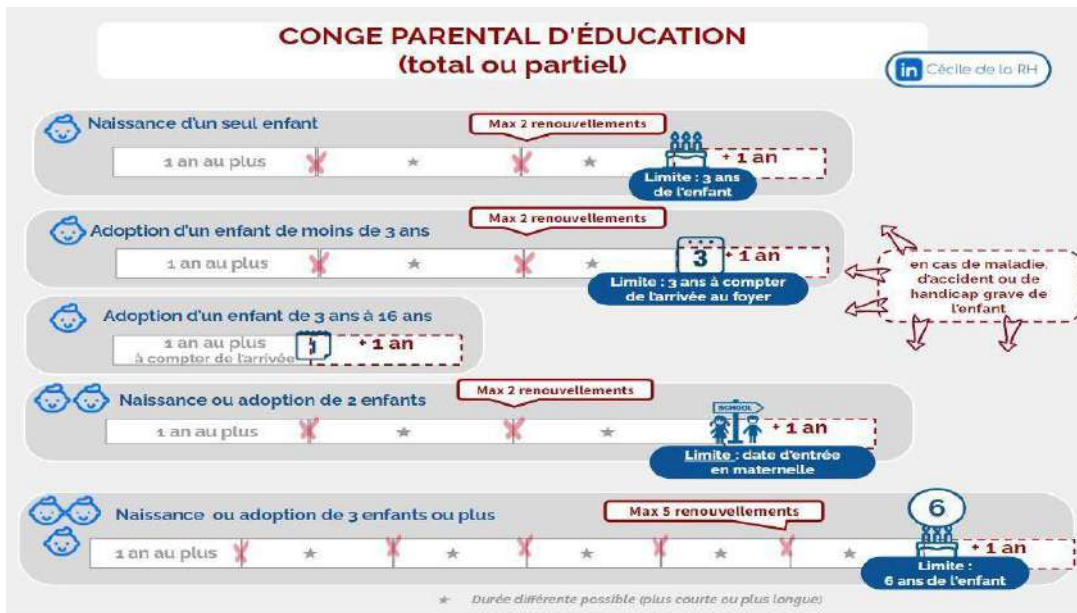 CONGE PARENTAL D'ÉDUCATION
(total ou partiel)
in Cécile de la RH
Naissance d'un seul enfant
Max 2 renouvellements
1 an au plus
+ 1 an
Limite : 3 ans
de l'enfant
Adoption d'un enfant de moins de 3 ans
Max 2 renouvellements
1 an au plus
3
+ 1 an
Limite : 3 ans à compter
de l'arrivée au foyer
en cas de maladie,
d'accident ou de
handicap grave de
l'enfant
Adoption d'un enfant de 3 ans à 16 ans
1 an au plus
à compter de l'arrivée
1
+ 1 an
Naissance ou adoption de 2 enfants
Max 2 renouvellements
1 an au plus
SCHOOL
+ 1 an
Limite : date d'entrée
en maternelle
Naissance ou adoption de 3 enfants ou plus
Max 5 renouvellements
1 an au plus
6
+ 1 an
Limite :
6 ans de l'enfant
Durée différente possible (plus courte ou plus longue)